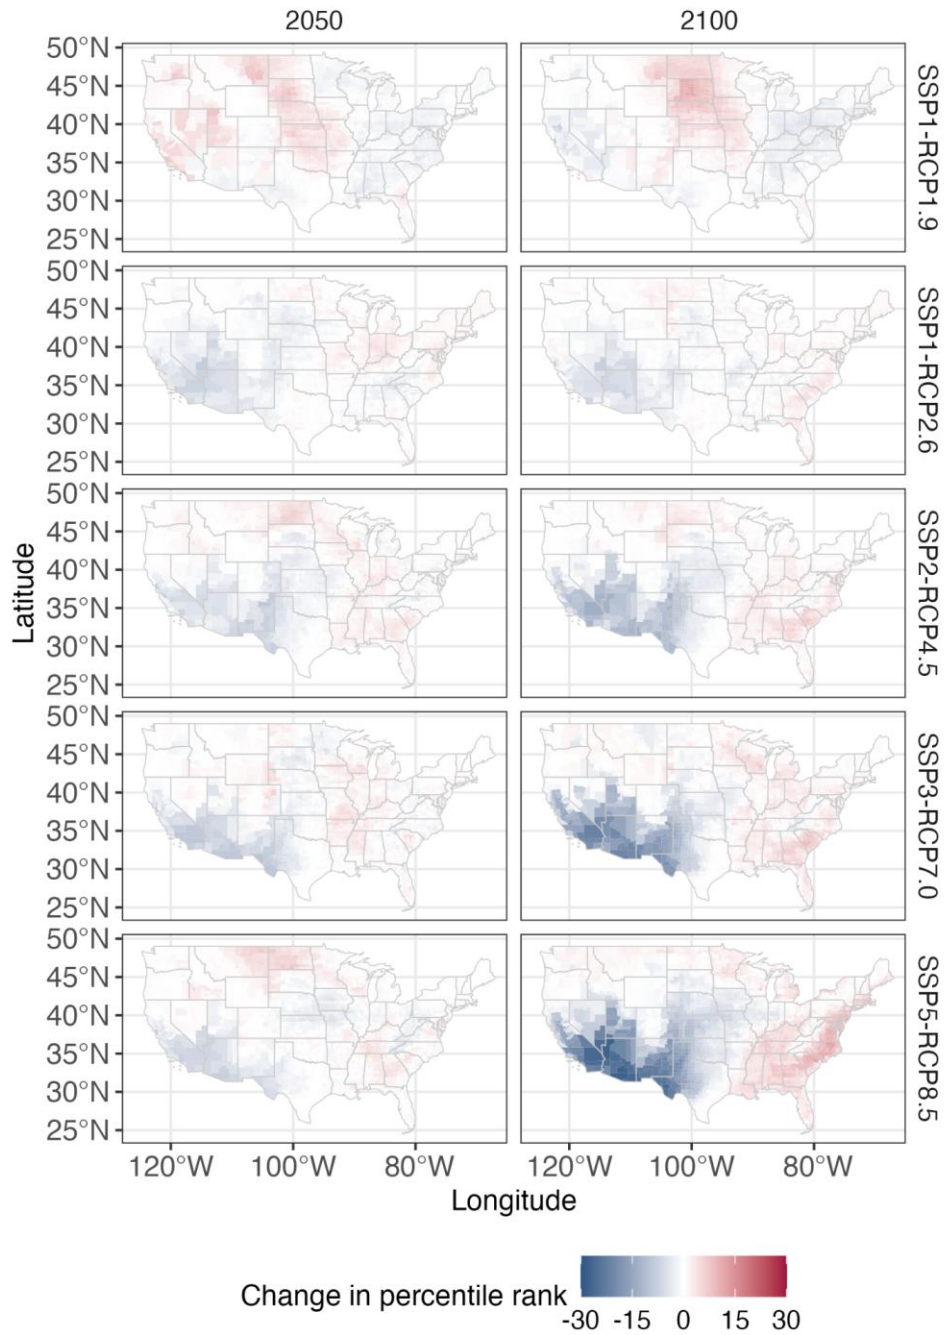 2050 2100
50°N
45°N
40°N
35°N
30°N
25°N
SSP1-RCP1.9
50°N
45°N
40°N
35°N
30°N
25°N
SSP1-RCP2.6
50°N
45°N
40°N
35°N
30°N
25°N
SSP2-RCP4.5
50°N
45°N
40°N
35°N
30°N
25°N
SSP3-RCP7.0
50°N
45°N
40°N
35°N
30°N
25°N
SSP5-RCP8.5
Latitude
120°W 100°W 80°W 120°W 100°W 80°W
Longitude
Change in percentile rank
-30 -15 0 15 30